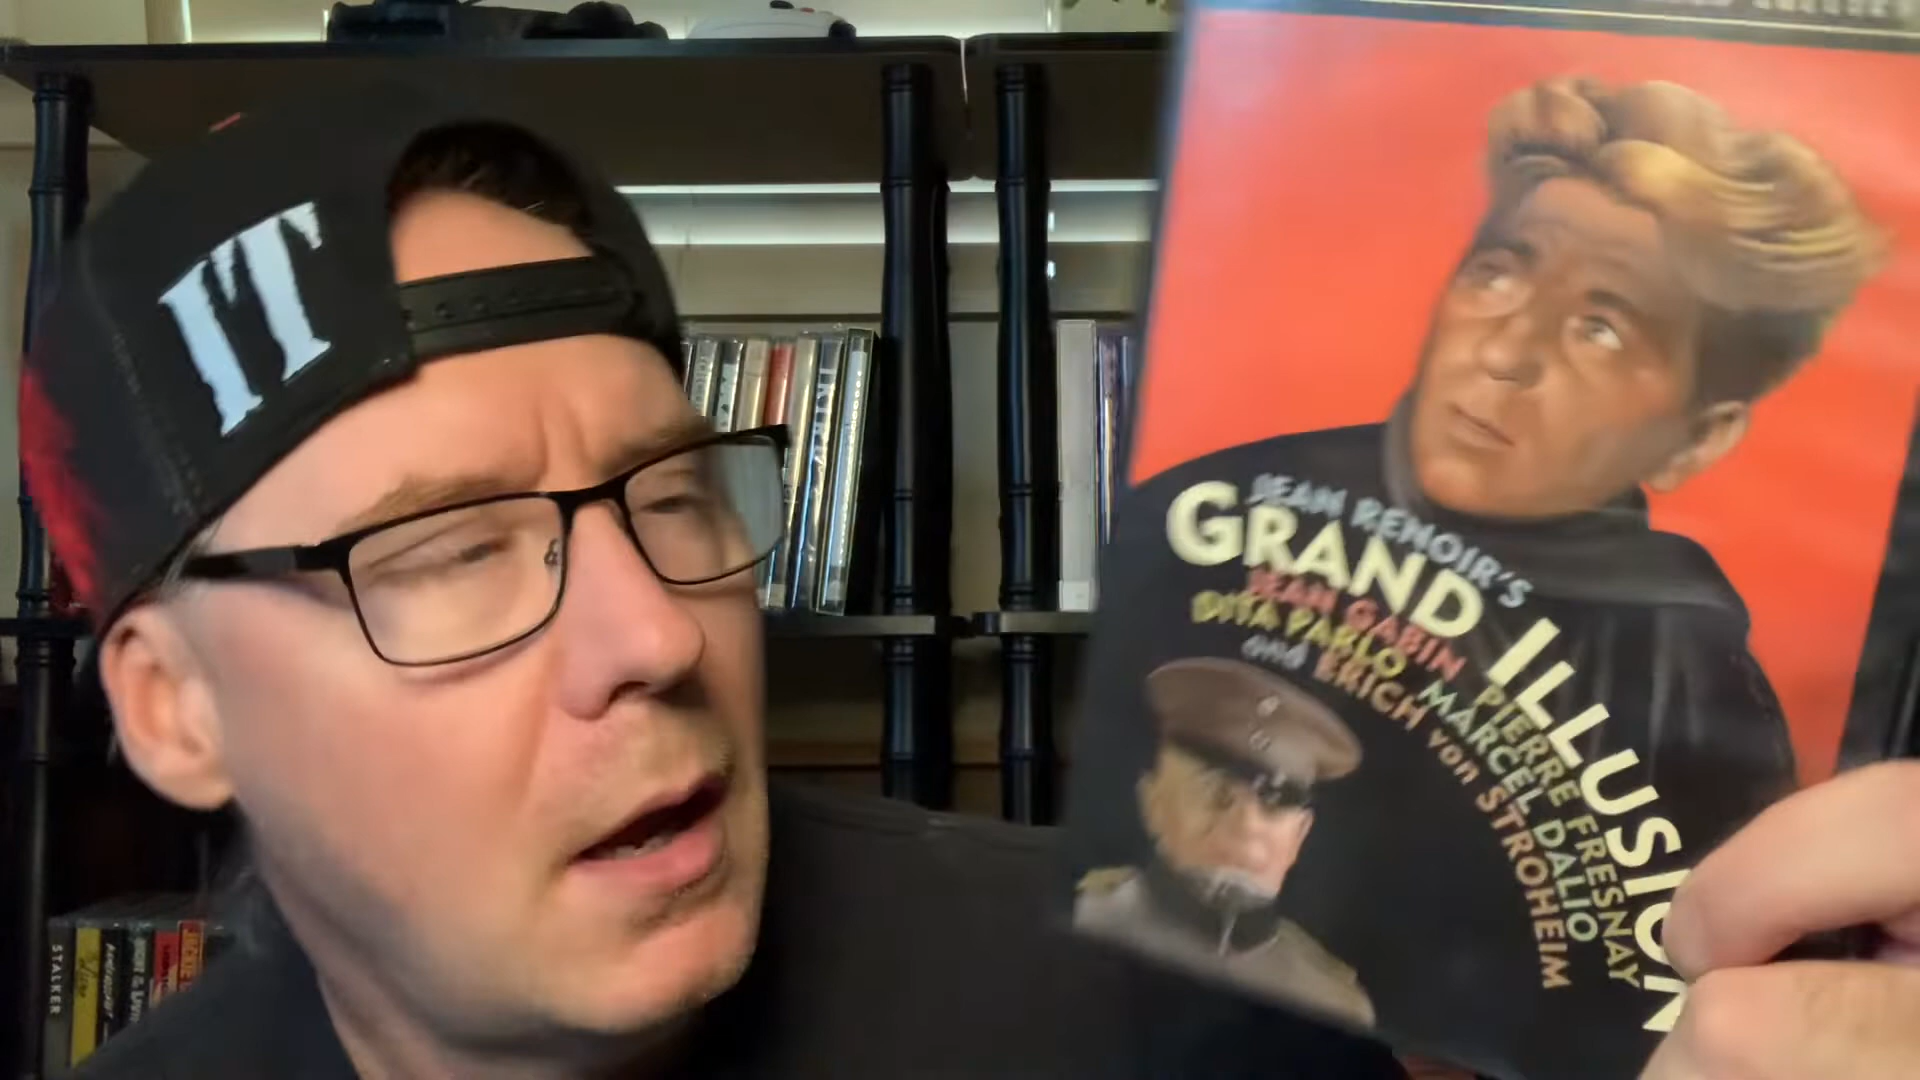 IT
JEAN RENOIR'S
GRAND ILLUSION
JEAN GABIN PIERRE FRESNAY
DITA PARLO MARCEL DALIO
and ERICH von STROHEIM
STALKER